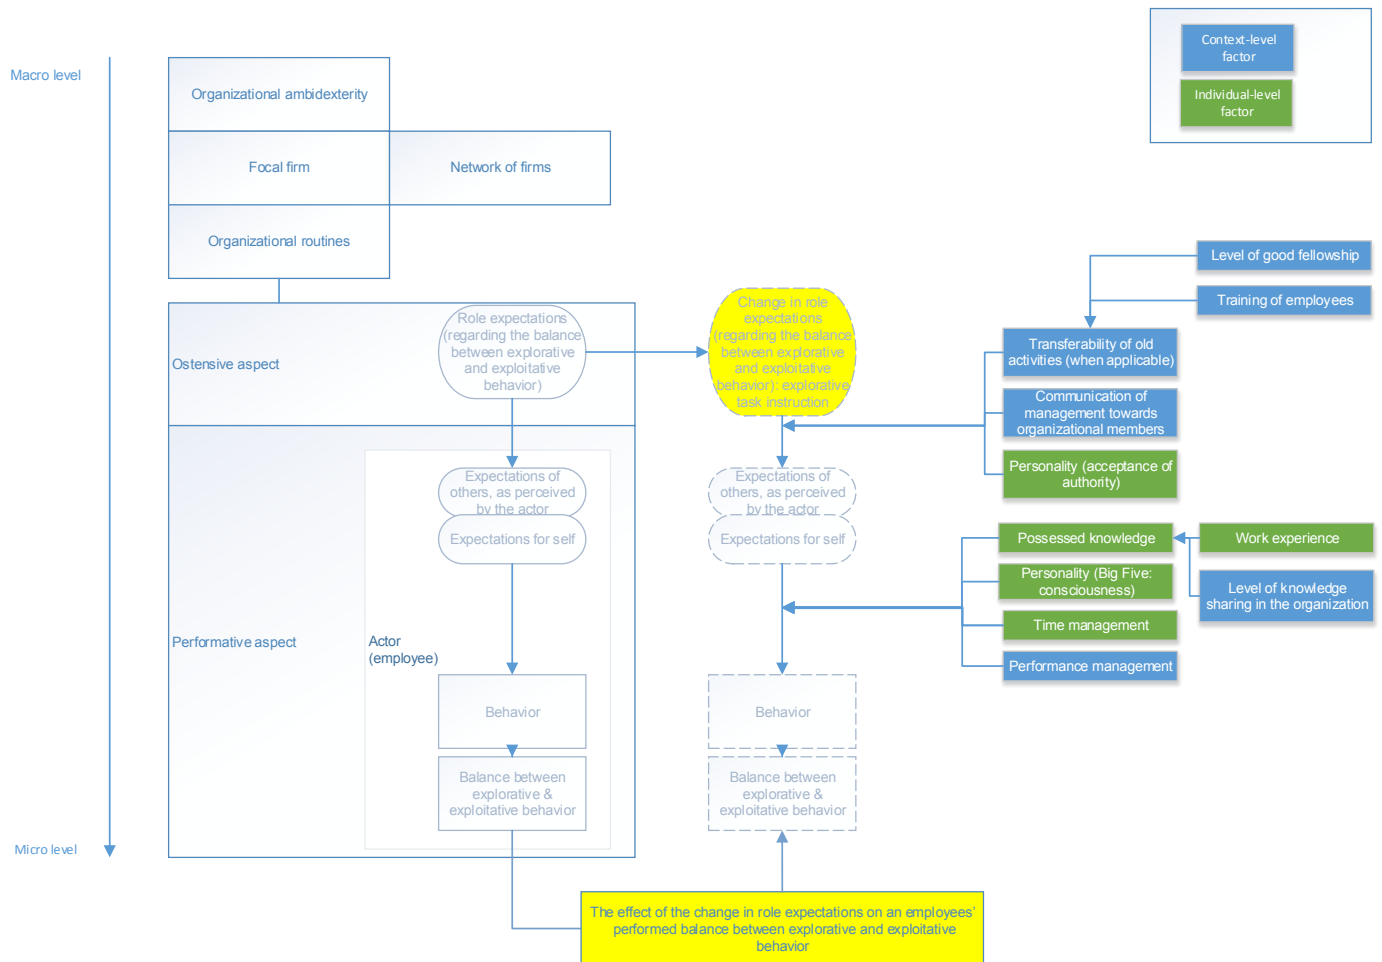 Context-level
factor
Individual-level
factor
Macro level
Organizational ambidexterity
Focal firm
Network of firms
Organizational routines
Level of good fellowship
Training of employees
Ostensive aspect
Role expectations
(regarding the balance
between explorative
and exploitative
behavior)
Change in role
expectations
(regarding the balance
between explorative
and exploitative
behavior): explorative
task instruction
Transferability of old
activities (when applicable)
Communication of
management towards
organizational members
Personality (acceptance of
authority)
Expectations of
others, as perceived
by the actor
Expectations for self
Expectations of
others, as perceived
by the actor
Expectations for self
Possessed knowledge
Work experience
Personality (Big Five:
consciousness)
Level of knowledge
sharing in the organization
Time management
Performance management
Performative aspect
Actor
(employee)
Behavior
Behavior
Balance between
explorative &
exploitative behavior
Balance between
explorative &
exploitative behavior
Micro level
The effect of the change in role expectations on an employees'
performed balance between explorative and exploitative
behavior